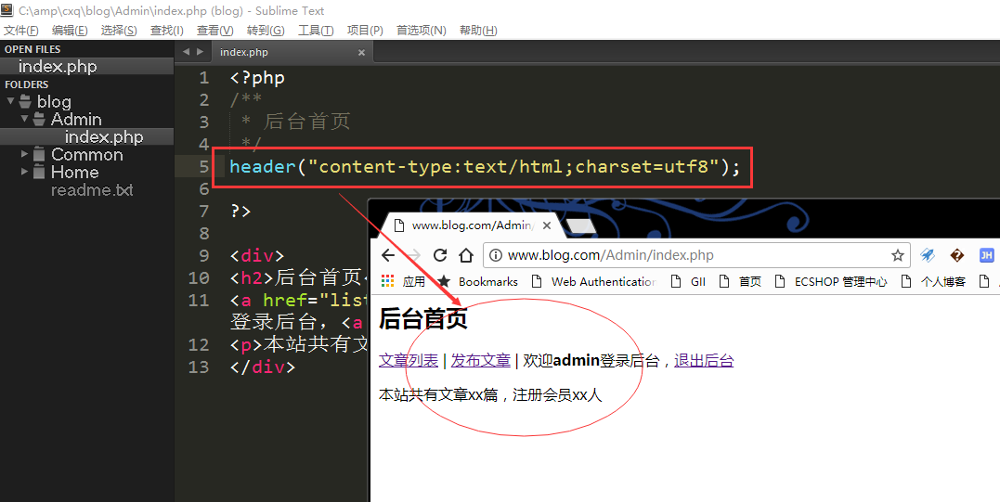 C:\amp\cxq\blog\Admin\index.php (blog) - Sublime Text
文件(F) 编辑(E) 选择(S) 查找(I) 查看(V) 转到(G) 工具(T) 项目(P) 首选项(N) 帮助(H)
OPEN FILES
index.php
FOLDERS
blog
Admin
index.php
Common
Home
readme.txt
index.php
1 <?php
2 /**
3 * 后台首页
4 */
5 header("content-type:text/html;charset=utf8");
6
7 ?>
8
9 <div>
10 <h2>后台首页
11 <a href="list
登录后台，<a
12 <p>本站共有文
13 </div>
www.blog.com/Admin/
www.blog.com/Admin/index.php
JH
应用 Bookmarks Web Authentication GII 首页 ECSHOP 管理中心 个人博客
后台首页
文章列表 | 发布文章 | 欢迎admin登录后台，退出后台
本站共有文章xx篇，注册会员xx人